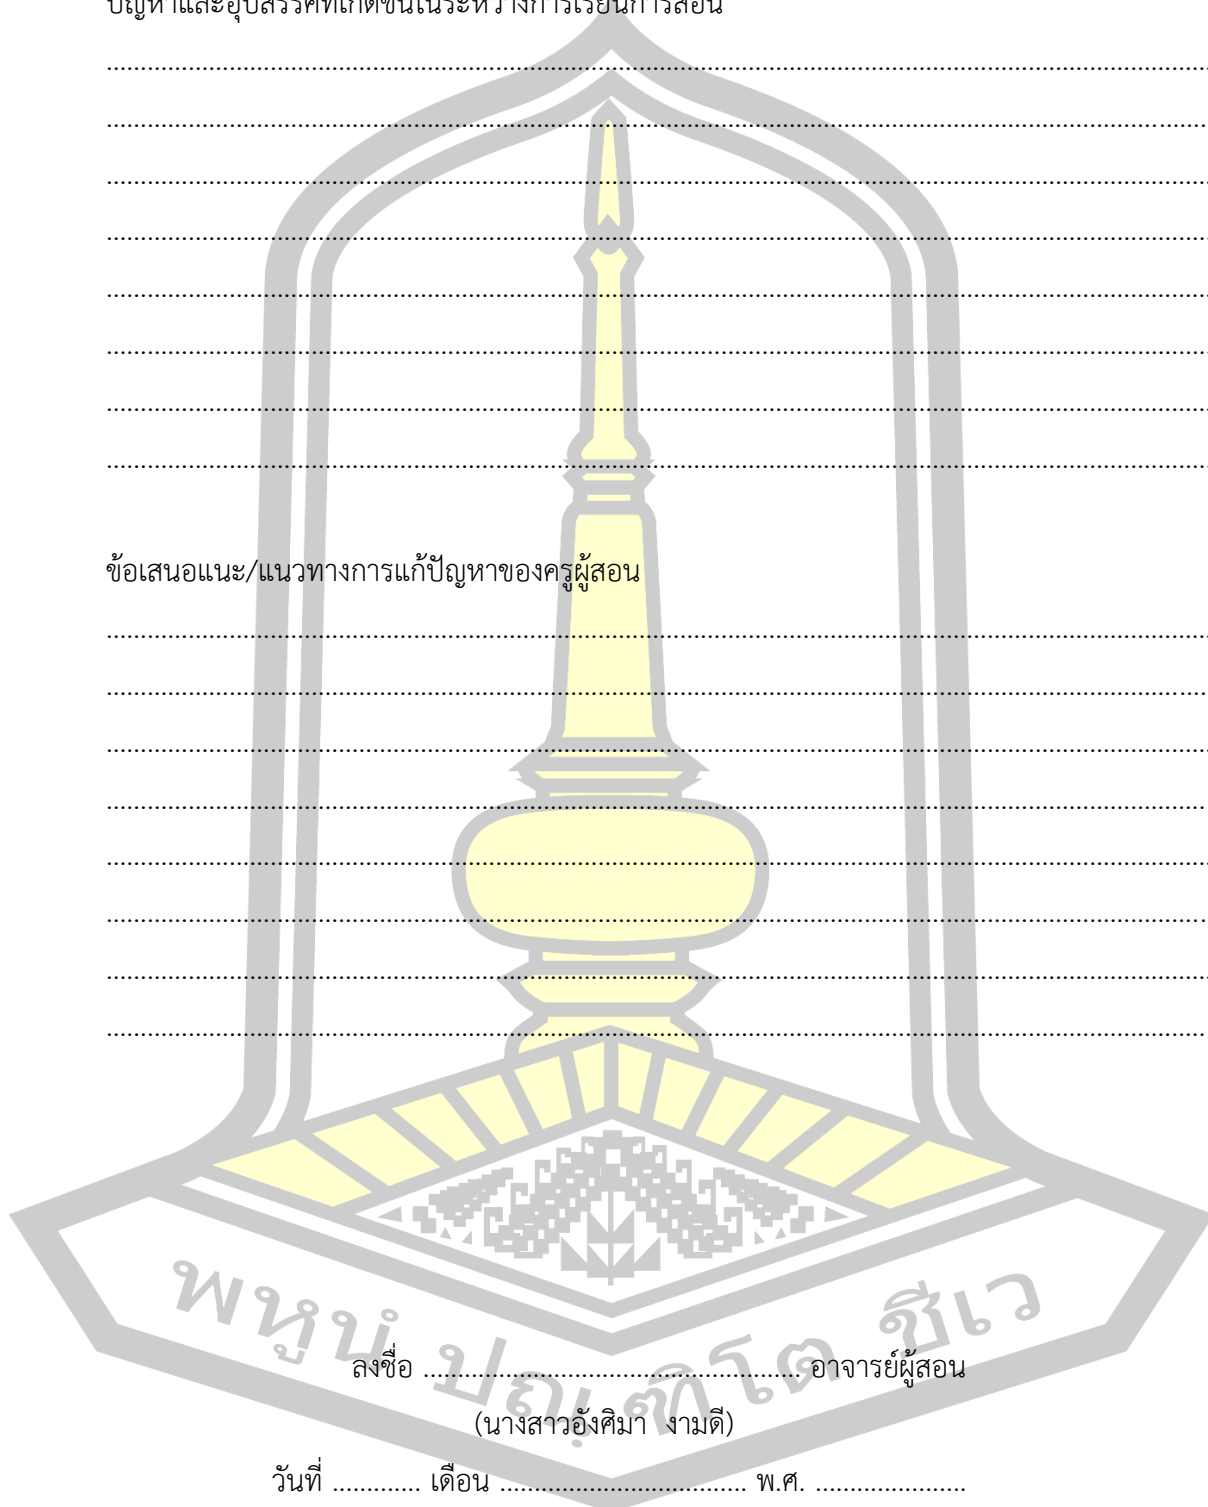 ปัญหาและอุปสรรคที่เกิดขึ้นในระหว่างการเรียนการสอน
................................................................................
................................................................................
................................................................................
................................................................................
................................................................................
................................................................................
................................................................................
................................................................................
ข้อเสนอแนะ/แนวทางการแก้ปัญหาของครูผู้สอน
................................................................................
................................................................................
................................................................................
................................................................................
................................................................................
................................................................................
................................................................................
................................................................................
พหูนํ ปณฺฑิโต ชีเว
ลงชื่อ .................................................... อาจารย์ผู้สอน
(นางสาวอังศิมา งามดี)
วันที่ ............ เดือน .................................. พ.ศ. .....................